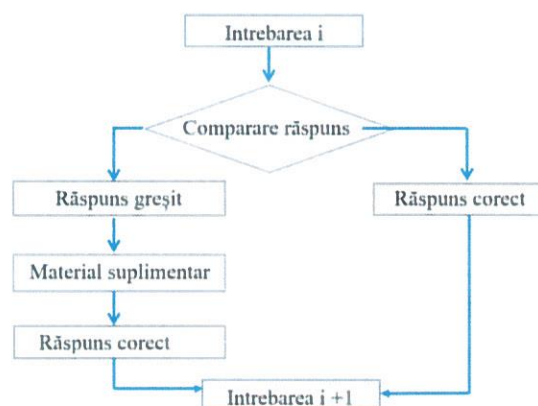 Intrebarea i
Comparare răspuns
Răspuns greșit
Răspuns corect
Material suplimentar
Răspuns corect
Intrebarea i +1